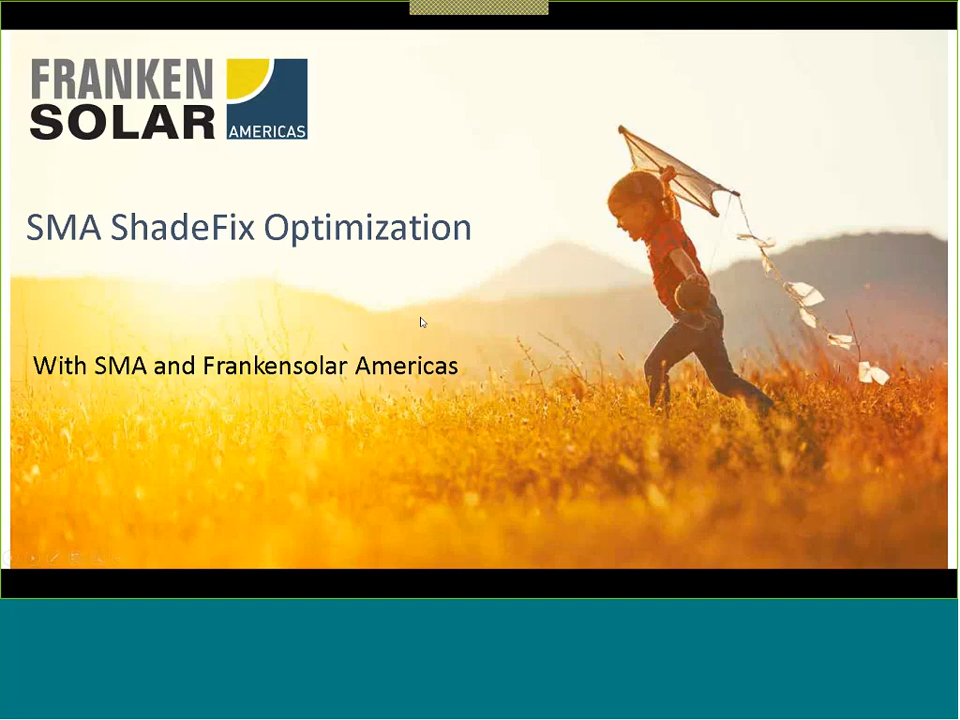 FRANKEN
SOLAR
AMERICAS
SMA ShadeFix Optimization
With SMA and Frankensolar Americas